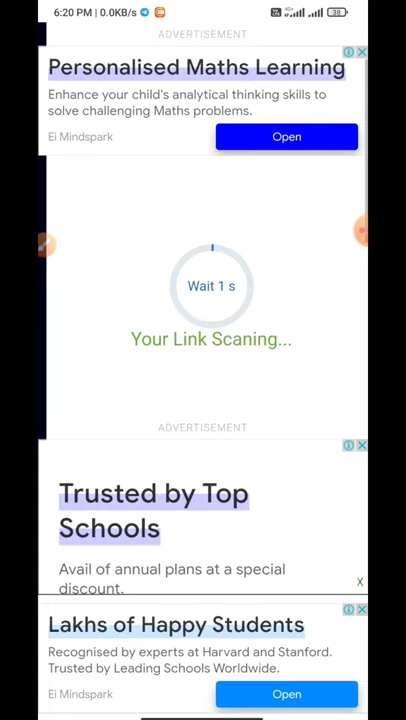 6:20 PM | 0.0KB/s
4G+
38
ADVERTISEMENT
Personalised Maths Learning
Enhance your child's analytical thinking skills to
solve challenging Maths problems.
Ei Mindspark
Open
Wait 1 s
Your Link Scaning...
ADVERTISEMENT
Trusted by Top
Schools
Avail of annual plans at a special
discount.
X
Lakhs of Happy Students
Recognised by experts at Harvard and Stanford.
Trusted by Leading Schools Worldwide.
Ei Mindspark
Open